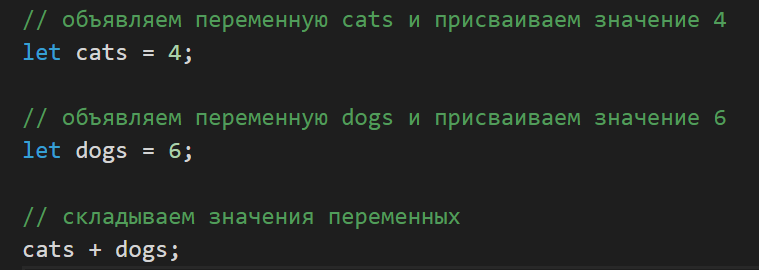 // объявляем переменную cats и присваиваем значение 4
let cats = 4;
// объявляем переменную dogs и присваиваем значение 6
let dogs = 6;
// складываем значения переменных
cats + dogs;